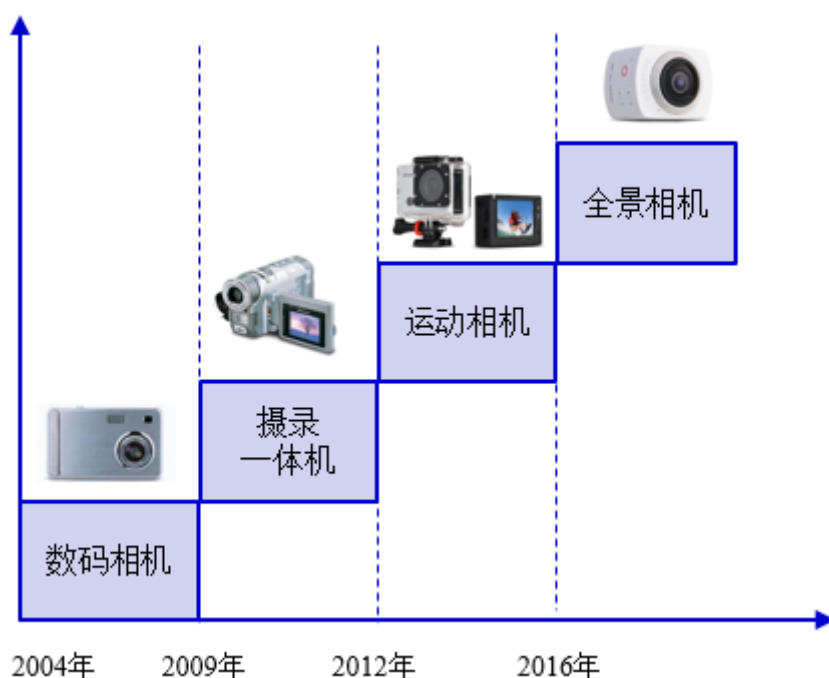 全景相机
运动相机
摄录
一体机
数码相机
2004年
2009年
2012年
2016年